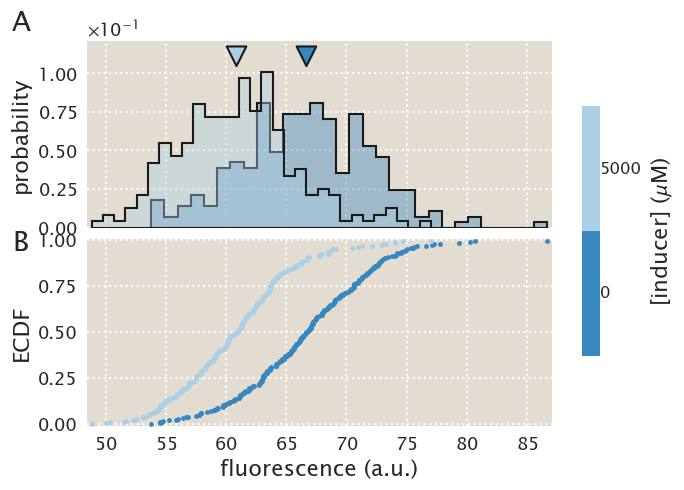 A
×10⁻¹
1.00
0.75
0.50
0.25
0.00
probability
B
1.00
0.75
0.50
0.25
0.00
ECDF
50 55 60 65 70 75 80 85
fluorescence (a.u.)
5000
0
[inducer] (μM)